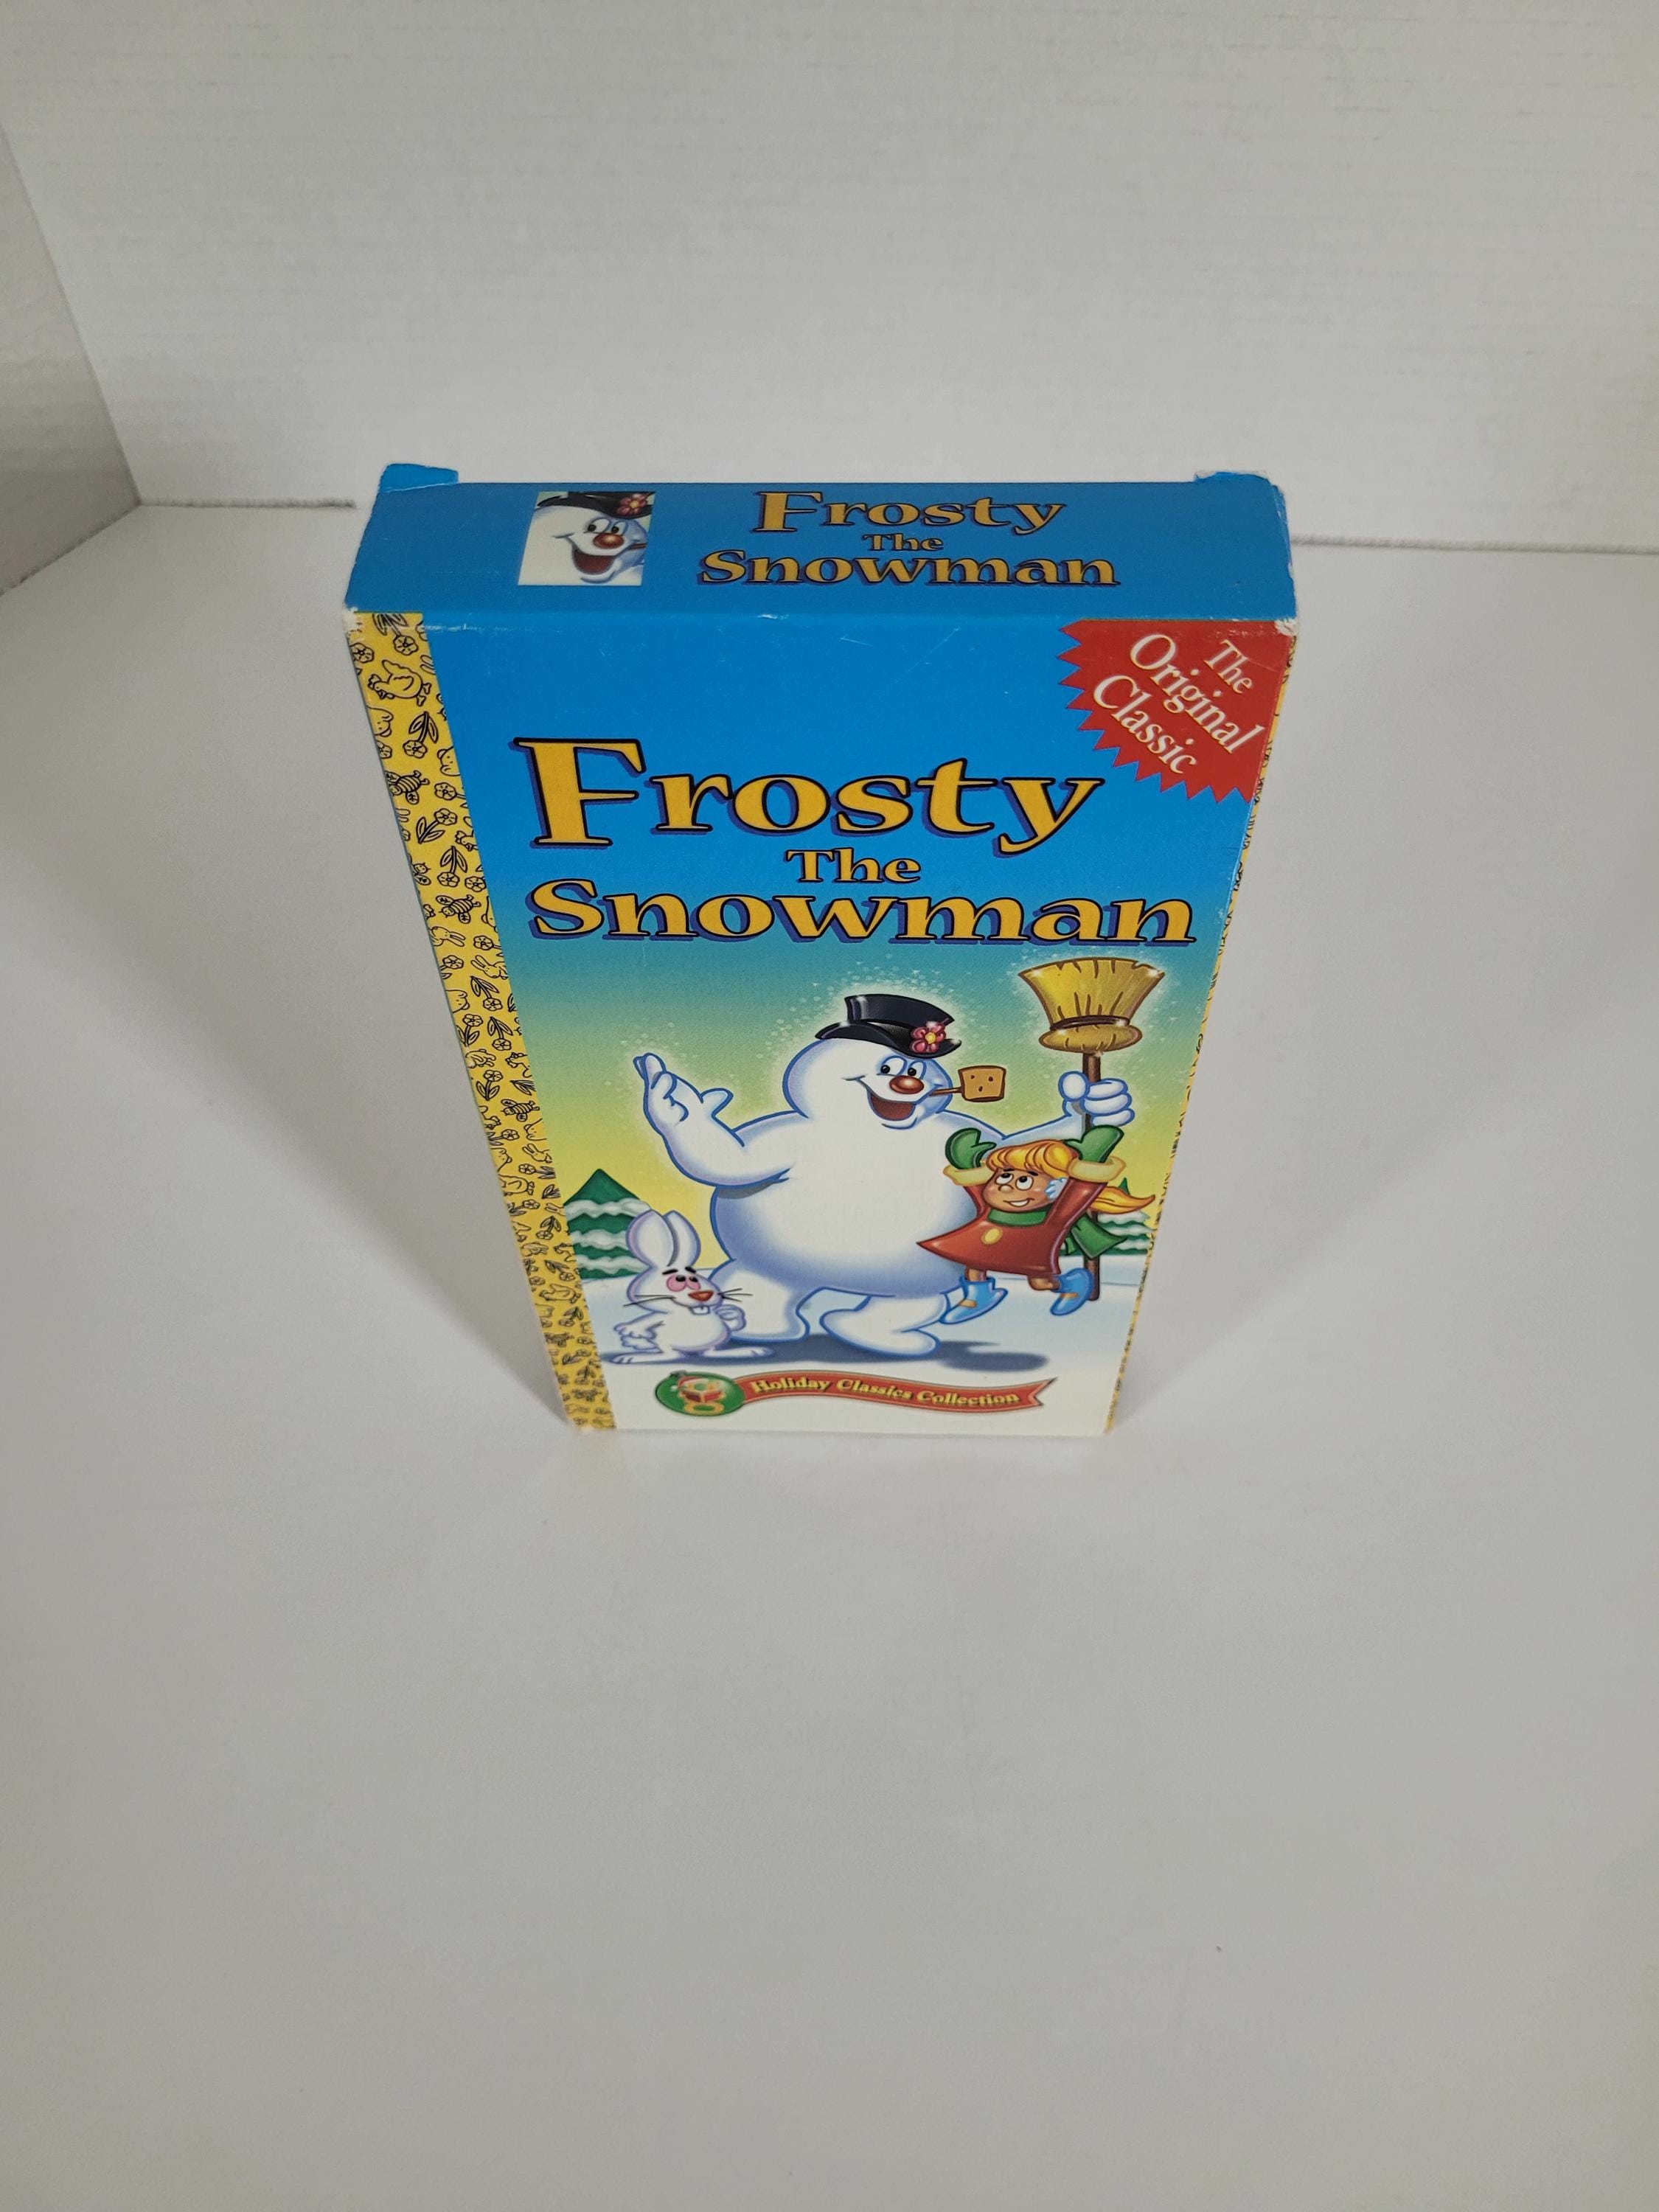 Frosty
The
Snowman
The
Original
Classic
Frosty
The
Snowman
Holiday Classics Collection